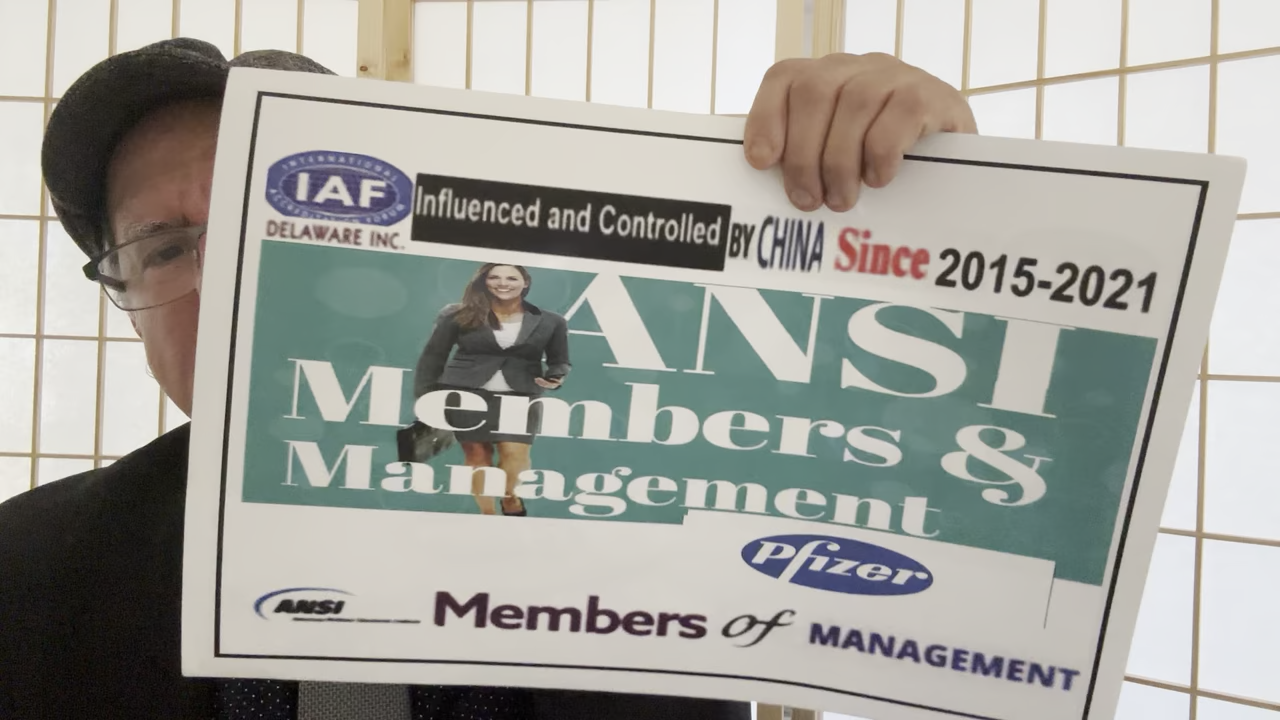 INTERNATIONAL
IAF
ACCREDITATION FORUM
DELAWARE INC.
Influenced and Controlled BY CHINA Since 2015-2021
ANSI
Members &
Management
Pfizer
ANSI
Members of MANAGEMENT